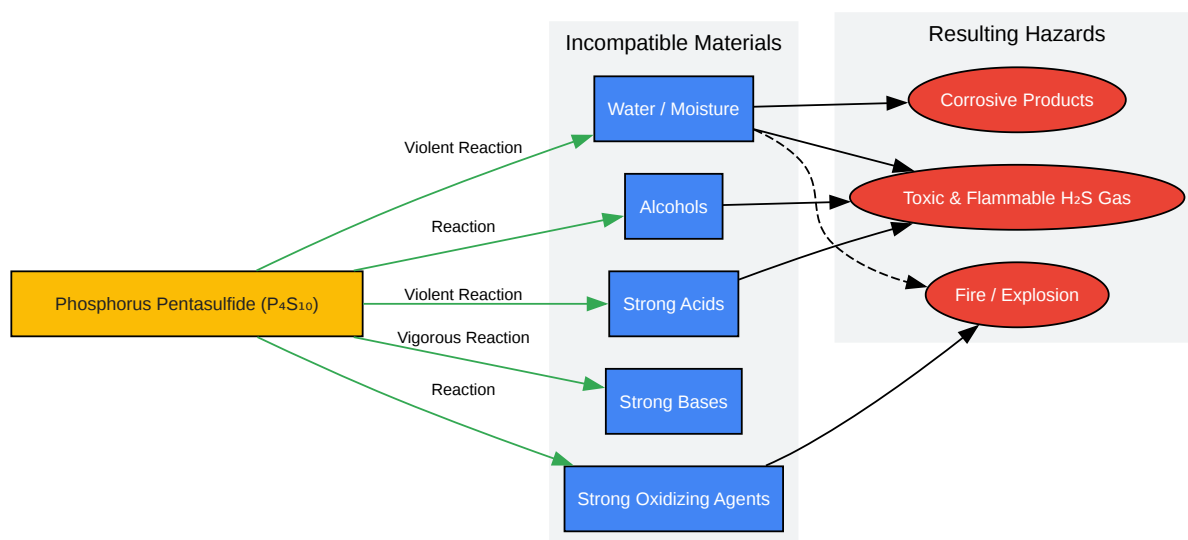 Incompatible Materials
Resulting Hazards
Water / Moisture
Corrosive Products
Violent Reaction
Alcohols
Toxic & Flammable H₂S Gas
Reaction
Phosphorus Pentasulfide (P₄S₁₀)
Violent Reaction
Strong Acids
Fire / Explosion
Vigorous Reaction
Strong Bases
Reaction
Strong Oxidizing Agents